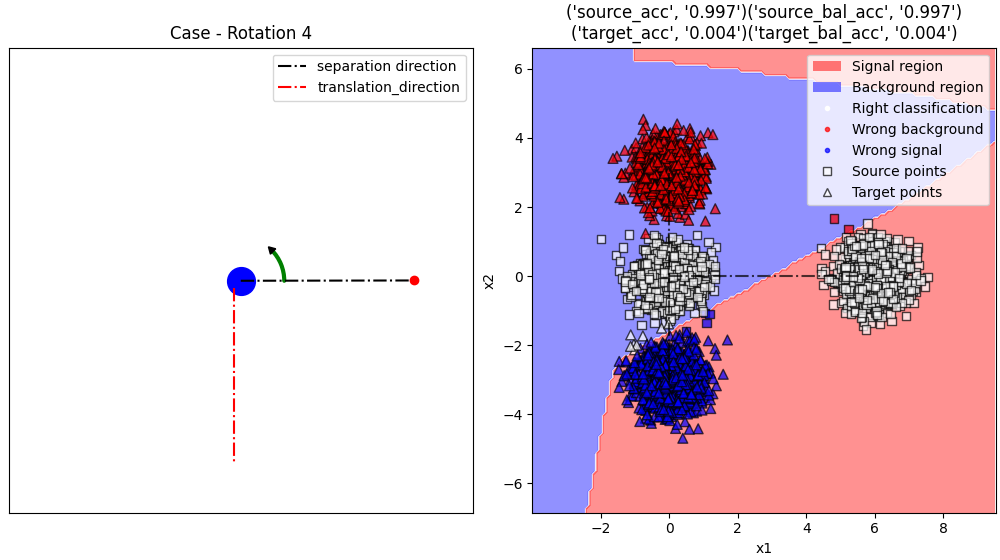 Case - Rotation 4
separation direction
translation_direction
('source_acc', '0.997')('source_bal_acc', '0.997')
('target_acc', '0.004')('target_bal_acc', '0.004')
Signal region
Background region
Right classification
Wrong background
Wrong signal
Source points
Target points
x2
6
4
2
0
−2
−4
−6
−2
0
2
4
6
8
x1